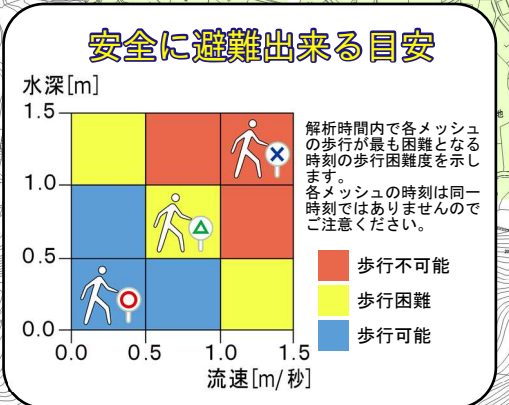 安全に避難出来る目安
水深[m]
1.5
1.0
0.5
0.0
0.0 0.5 1.0 1.5
流速[m/秒]
解析時間内で各メッシュ
の歩行が最も困難となる
時刻の歩行困難度を示し
ます。
各メッシュの時刻は同一
時刻ではありませんので
ご注意ください。
歩行不可能
歩行困難
歩行可能